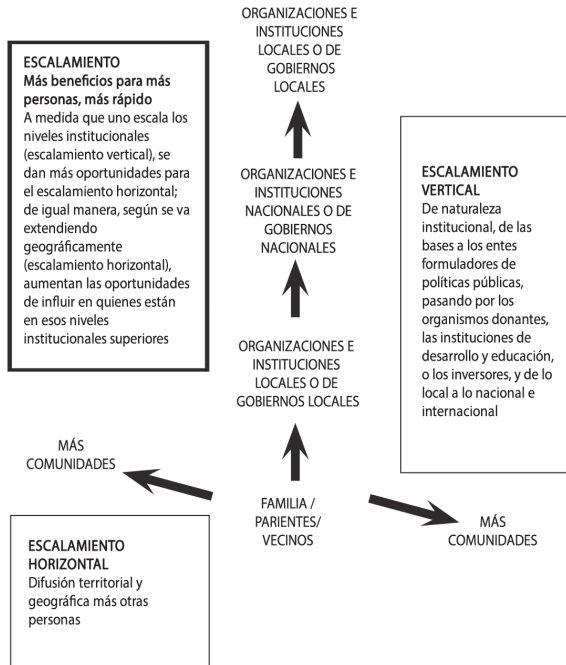 ORGANIZACIONES E
INSTITUCIONES
LOCALES O DE
GOBIERNOS
LOCALES
ESCALAMIENTO
Más beneficios para más
personas, más rápido
A medida que uno escala los
niveles institucionales
(escalamiento vertical), se
dan más oportunidades para
el escalamiento horizontal;
de igual manera, según se va
extendiendo
geográficamente
(escalamiento horizontal),
aumentan las oportunidades
de influir en quienes están
en esos niveles
institucionales superiores
ORGANIZACIONES E
INSTITUCIONES
NACIONALES O DE
GOBIERNOS
NACIONALES
ESCALAMIENTO
VERTICAL
De naturaleza
institucional, de las
bases a los entes
formuladores de
políticas públicas,
pasando por los
organismos donantes,
las instituciones de
desarrollo y educación,
o los inversores, y de lo
local a lo nacional e
internacional
ORGANIZACIONES E
INSTITUCIONES
LOCALES O DE
GOBIERNOS LOCALES
MÁS
COMUNIDADES
FAMILIA /
PARIENTES/
VECINOS
MÁS
COMUNIDADES
ESCALAMIENTO
HORIZONTAL
Difusión territorial y
geográfica más otras
personas